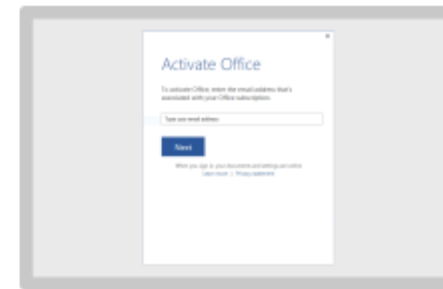 Activate Office
To activate Office, enter the email address that's
associated with your Office subscription.
Type your email address
Next
When you sign in, your documents and settings are online
Learn more | Privacy statement